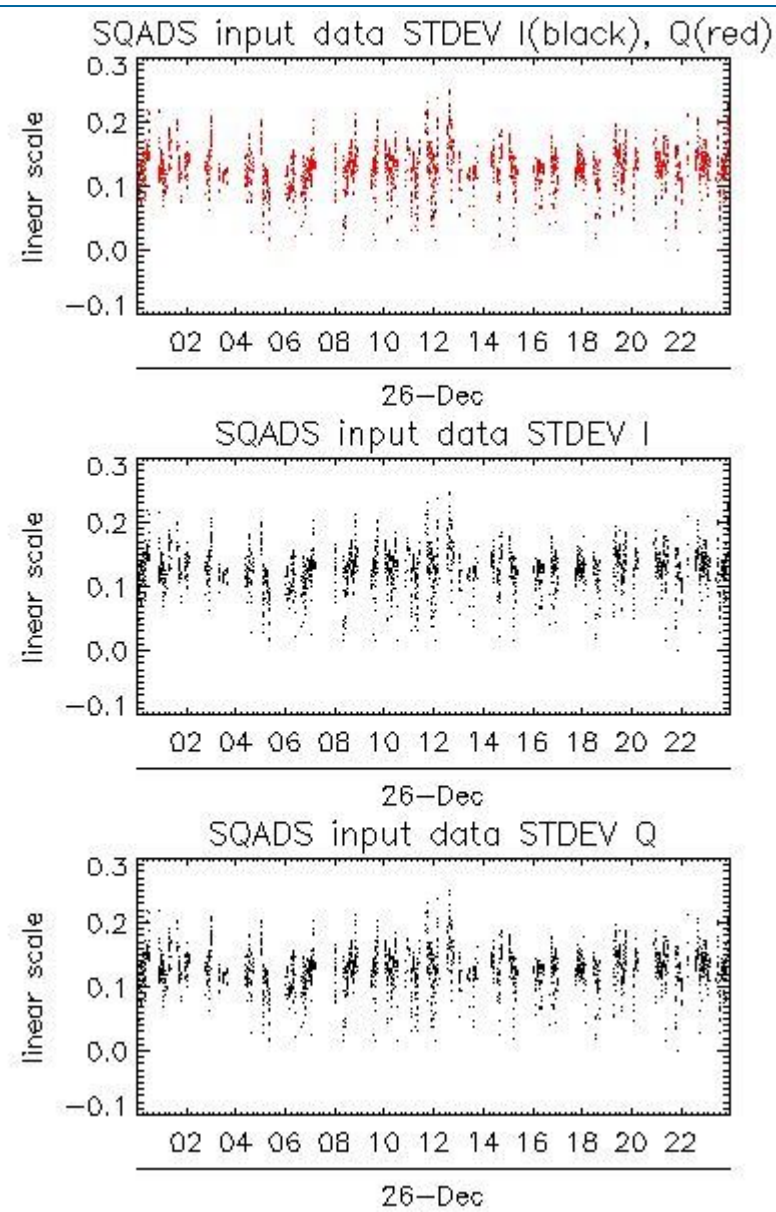 SQADS input data STDEV I(black), Q(red)
0.3
0.2
0.1
0.0
−0.1
linear scale
02 04 06 08 10 12 14 16 18 20 22
26−Dec
SQADS input data STDEV I
0.3
0.2
0.1
0.0
−0.1
linear scale
02 04 06 08 10 12 14 16 18 20 22
26−Dec
SQADS input data STDEV Q
0.3
0.2
0.1
0.0
−0.1
linear scale
02 04 06 08 10 12 14 16 18 20 22
26−Dec